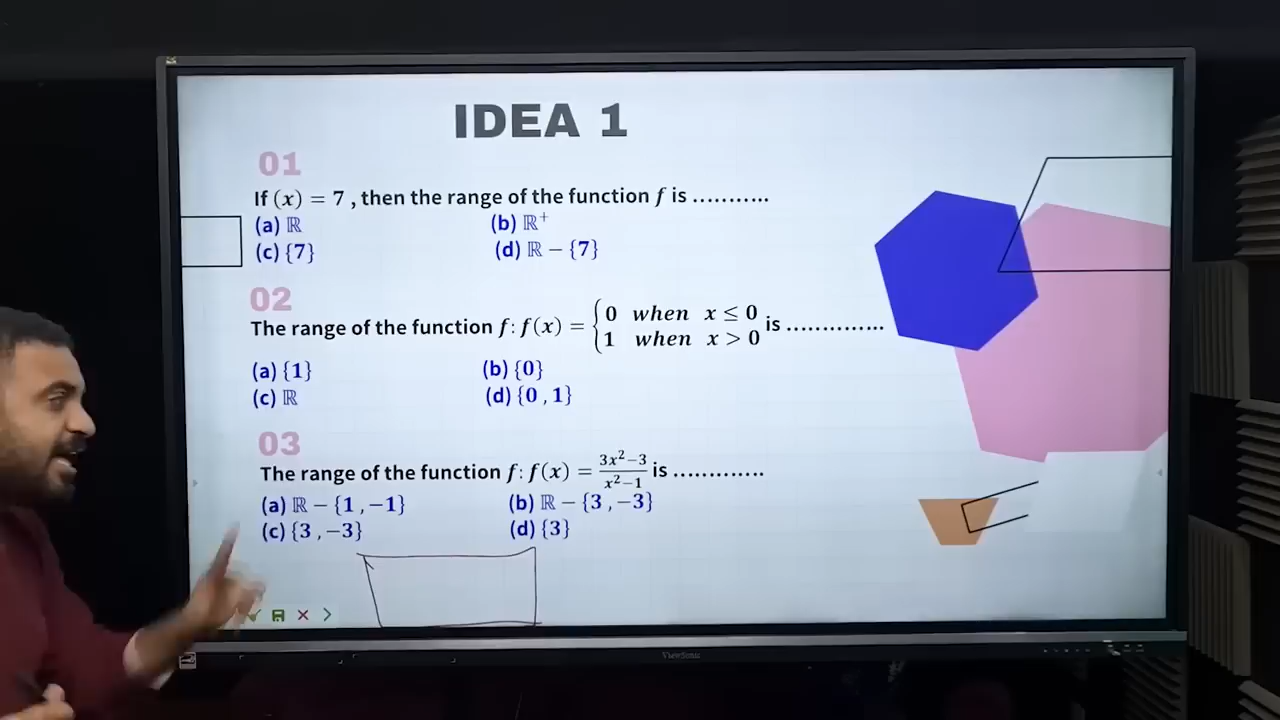 IDEA 1
01
If (x) = 7 , then the range of the function f is ...........
(a) ℝ (b) ℝ⁺
(c) {7} (d) ℝ − {7}
02
The range of the function f: f(x) = {0 when x ≤ 0 1 when x > 0 is ..............
(a) {1} (b) {0}
(c) ℝ (d) {0 , 1}
03
The range of the function f: f(x) = 3x²−3/x²−1 is .............
(a) ℝ − {1 , −1} (b) ℝ − {3 , −3}
(c) {3 , −3} (d) {3}
ViewSonic